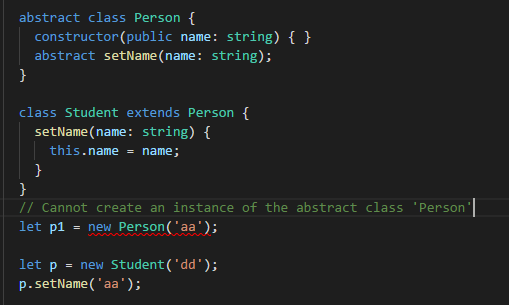 abstract class Person {
  constructor(public name: string) { }
  abstract setName(name: string);
}

class Student extends Person {
  setName(name: string) {
    this.name = name;
  }
}
// Cannot create an instance of the abstract class 'Person'
let p1 = new Person('aa');

let p = new Student('dd');
p.setName('aa');